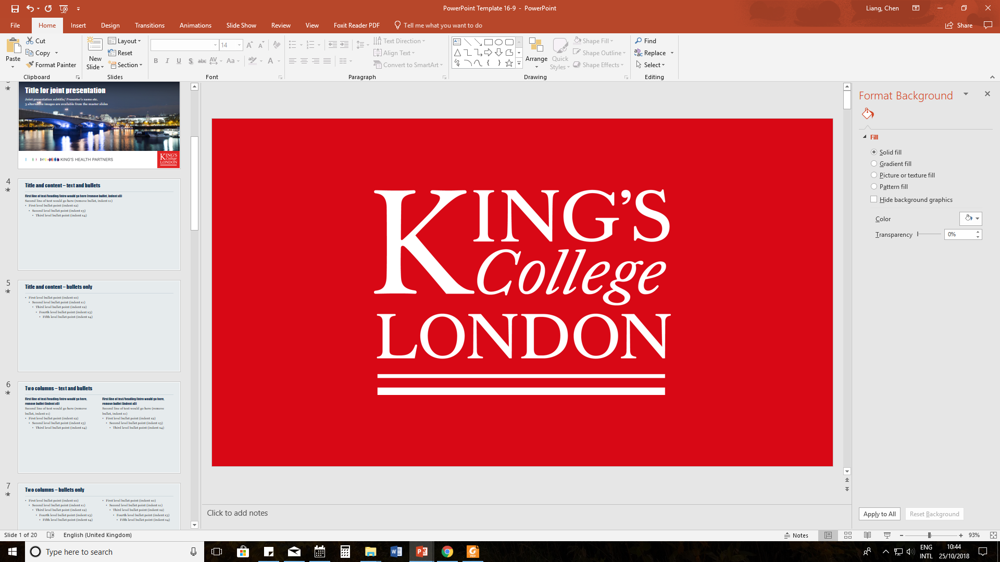 PowerPoint Template 16-9 - PowerPoint
Liang, Chen
File
Home
Insert
Design
Transitions
Animations
Slide Show
Review
View
Foxit Reader PDF
Tell me what you want to do
Share
Paste
Cut
Copy
Format Painter
Clipboard
New
Slide
Layout
Reset
Section
Slides
14
B I U S abc AV Aa A
Font
Text Direction
Align Text
Convert to SmartArt
Paragraph
Arrange
Quick
Styles
Shape Fill
Shape Outline
Shape Effects
Drawing
Find
Replace
Select
Editing
Title for joint presentation
Joint presentation subtitle/ Presenter's name etc.
3 alternative images are available from the master slides
KING'S HEALTH PARTNERS
KING'S
College
LONDON
4
Title and content – text and bullets
First line of text/heading/intro would go here (remove bullet, indent x0)
Second line of text would go here (remove bullet, indent x1)
• First level bullet point (indent x2)
• Second level bullet point (indent x3)
• Third level bullet point (indent x4)
5
Title and content – bullets only
• First level bullet point (indent x0)
• Second level bullet point (indent x1)
• Third level bullet point (indent x2)
• Fourth level bullet point (indent x3)
• Fifth level bullet point (indent x4)
6
Two columns – text and bullets
First line of text/heading/intro would go here,
remove bullet (indent x0)
Second line of text would go here (remove
bullet, indent x1)
• First level bullet point (indent x2)
• Second level bullet point (indent x3)
• Third level bullet point (indent x4)
First line of text/heading/intro would go here,
remove bullet (indent x0)
Second line of text would go here (remove
bullet, indent x1)
• First level bullet point (indent x2)
• Second level bullet point (indent x3)
• Third level bullet point (indent x4)
7
Two columns – bullets only
• First level bullet point (indent x0)
• Second level bullet point (indent x1)
• Third level bullet point (indent x2)
• Fourth level bullet point (indent x3)
• Fifth level bullet point (indent x4)
• First level bullet point (indent x0)
• Second level bullet point (indent x1)
• Third level bullet point (indent x2)
• Fourth level bullet point (indent x3)
• Fifth level bullet point (indent x4)
KING'S
College
LONDON
Click to add notes
Format Background
Fill
Solid fill
Gradient fill
Picture or texture fill
Pattern fill
Hide background graphics
Color
Transparency
0%
Apply to All
Reset Background
Slide 1 of 20
English (United Kingdom)
Notes
93%
Type here to search
ENG
INTL
10:44
25/10/2018